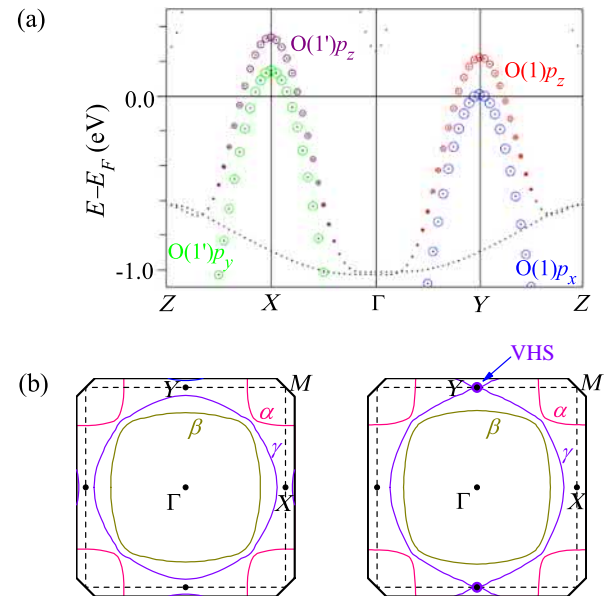 (a)
O(1')p_z
O(1)p_z
0.0
E−E_F (eV)
O(1')p_y
O(1)p_x
-1.0
Z X Γ Y Z
(b)
VHS
Y M Y M
α α
β β
γ γ
Γ X Γ X